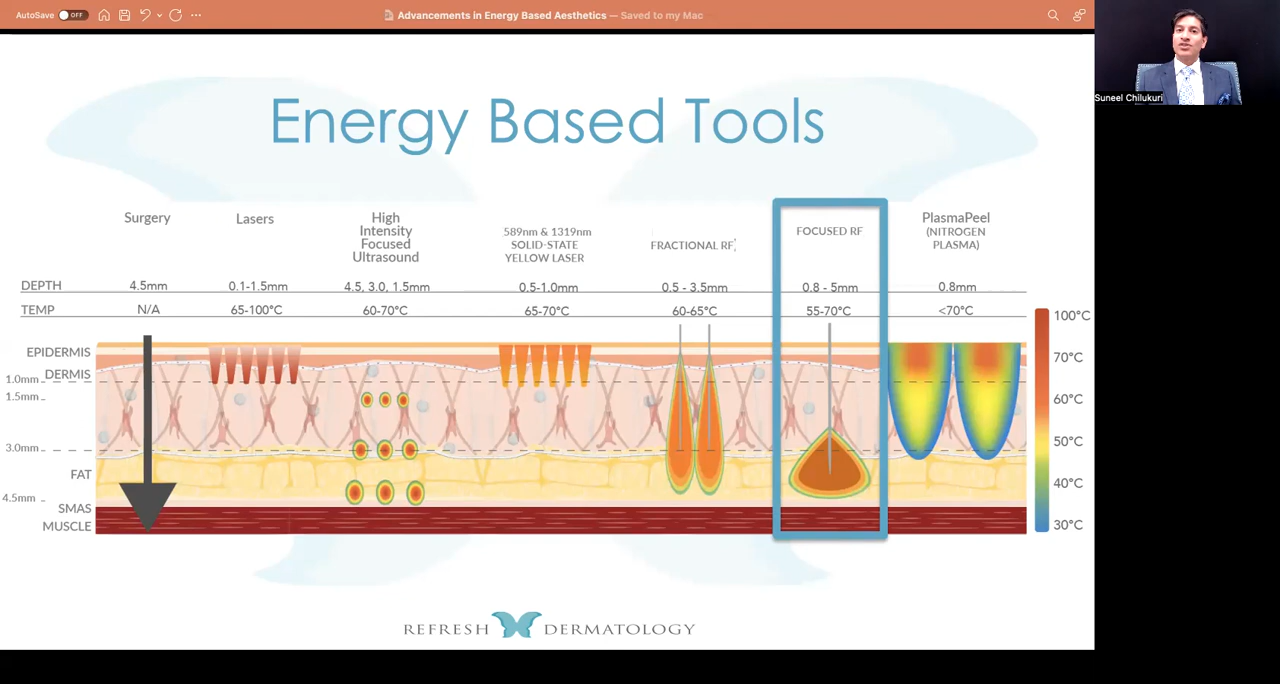 AutoSave OFF
Advancements in Energy Based Aesthetics — Saved to my Mac
Suneel Chilukuri
Energy Based Tools
Surgery
Lasers
High
Intensity
Focused
Ultrasound
589nm & 1319nm
SOLID-STATE
YELLOW LASER
FRACTIONAL RF
FOCUSED RF
PlasmaPeel
(NITROGEN
PLASMA)
DEPTH 4.5mm 0.1-1.5mm 4.5, 3.0, 1.5mm 0.5-1.0mm 0.5 - 3.5mm 0.8 - 5mm 0.8mm
TEMP N/A 65-100°C 60-70°C 65-70°C 60-65°C 55-70°C <70°C
EPIDERMIS
DERMIS
1.0mm
1.5mm
3.0mm
FAT
4.5mm
SMAS
MUSCLE
100°C
70°C
60°C
50°C
40°C
30°C
REFRESH DERMATOLOGY